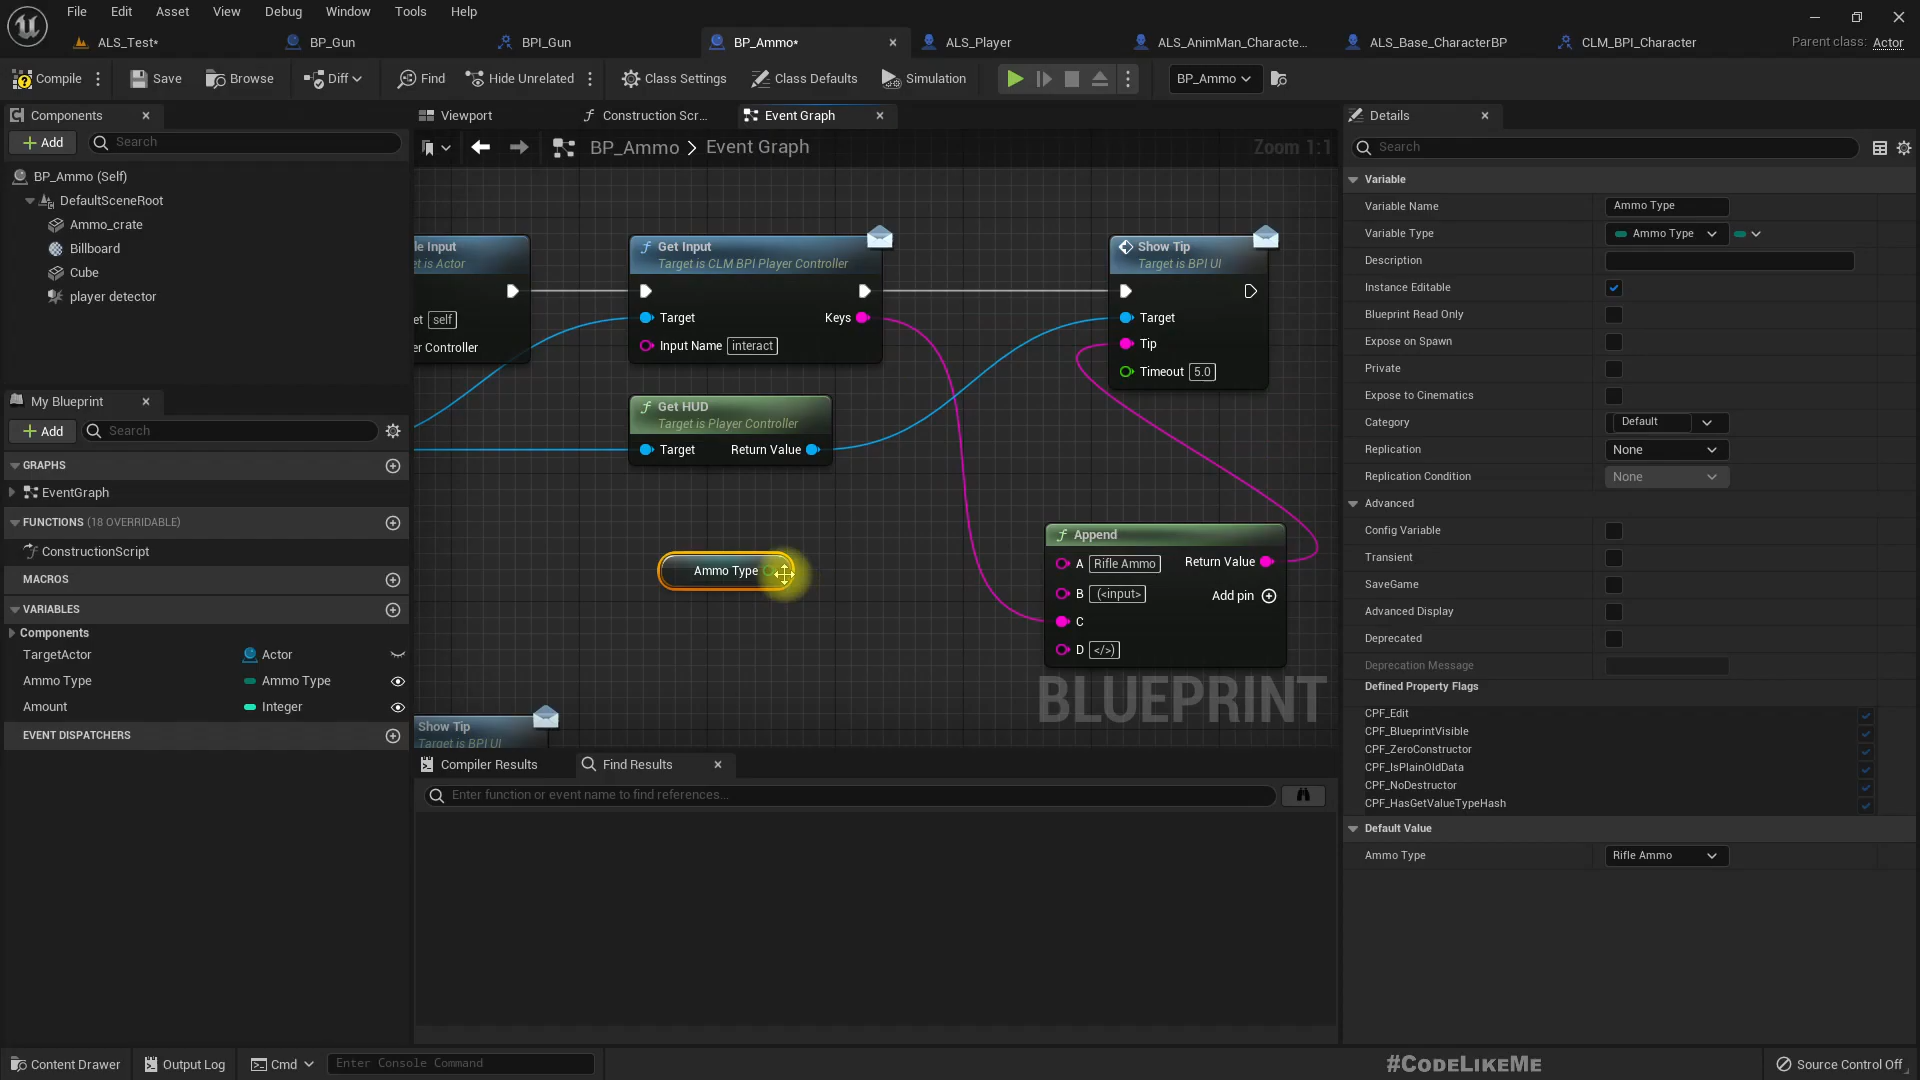 File Edit Asset View Debug Window Tools Help
ALS_Test* BP_Gun BPI_Gun BP_Ammo* ALS_Player ALS_AnimMan_Characte... ALS_Base_CharacterBP CLM_BPI_Character Parent class: Actor
Compile Save Browse Diff Find Hide Unrelated Class Settings Class Defaults Simulation BP_Ammo
Components
Add Search
BP_Ammo (Self)
DefaultSceneRoot
Ammo_crate
Billboard
Cube
player detector
My Blueprint
Add Search
GRAPHS
EventGraph
FUNCTIONS (18 OVERRIDABLE)
ConstructionScript
MACROS
VARIABLES
Components
TargetActor Actor
Ammo Type Ammo Type
Amount Integer
EVENT DISPATCHERS
Viewport Construction Scr... Event Graph
BP_Ammo > Event Graph Zoom 1:1
le Input
et is Actor
et self
er Controller
Get Input
Target is CLM BPI Player Controller
Target Keys
Input Name interact
Show Tip
Target is BPI UI
Target
Tip
Timeout 5.0
Get HUD
Target is Player Controller
Target Return Value
Ammo Type
Append
A Rifle Ammo Return Value
B (<input> Add pin
C
D </>)
BLUEPRINT
Show Tip
Target is BPI UI
Compiler Results Find Results
Enter function or event name to find references...
Details
Search
Variable
Variable Name Ammo Type
Variable Type Ammo Type
Description
Instance Editable
Blueprint Read Only
Expose on Spawn
Private
Expose to Cinematics
Category Default
Replication None
Replication Condition None
Advanced
Config Variable
Transient
SaveGame
Advanced Display
Deprecated
Deprecation Message
Defined Property Flags
CPF_Edit
CPF_BlueprintVisible
CPF_ZeroConstructor
CPF_IsPlainOldData
CPF_NoDestructor
CPF_HasGetValueTypeHash
Default Value
Ammo Type Rifle Ammo
Content Drawer Output Log Cmd Enter Console Command #CODELIKEME Source Control Off